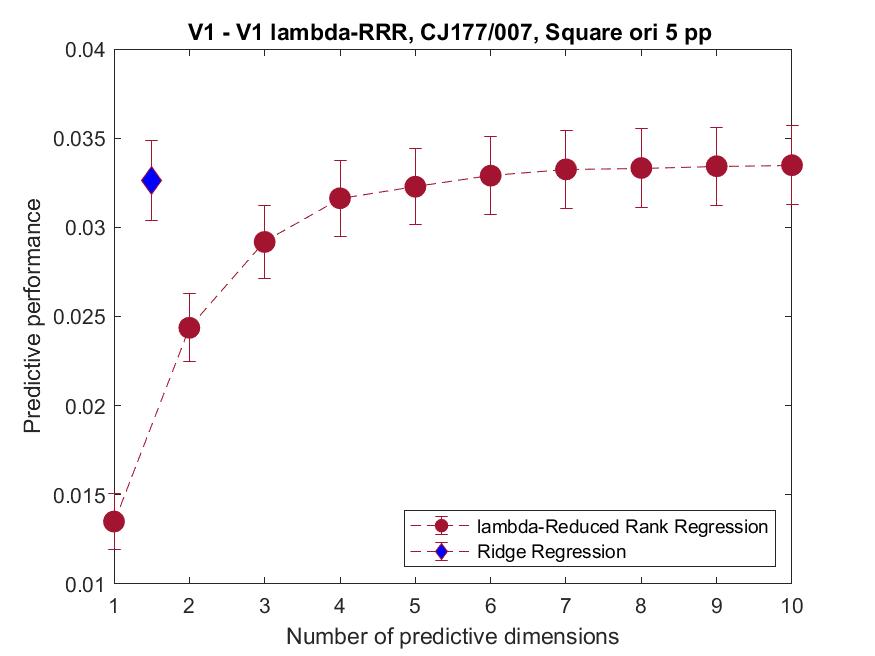 V1 - V1 lambda-RRR, CJ177/007, Square ori 5 pp
0.04
0.035
0.03
0.025
0.02
0.015
0.01
Predictive performance
lambda-Reduced Rank Regression
Ridge Regression
1 2 3 4 5 6 7 8 9 10
Number of predictive dimensions